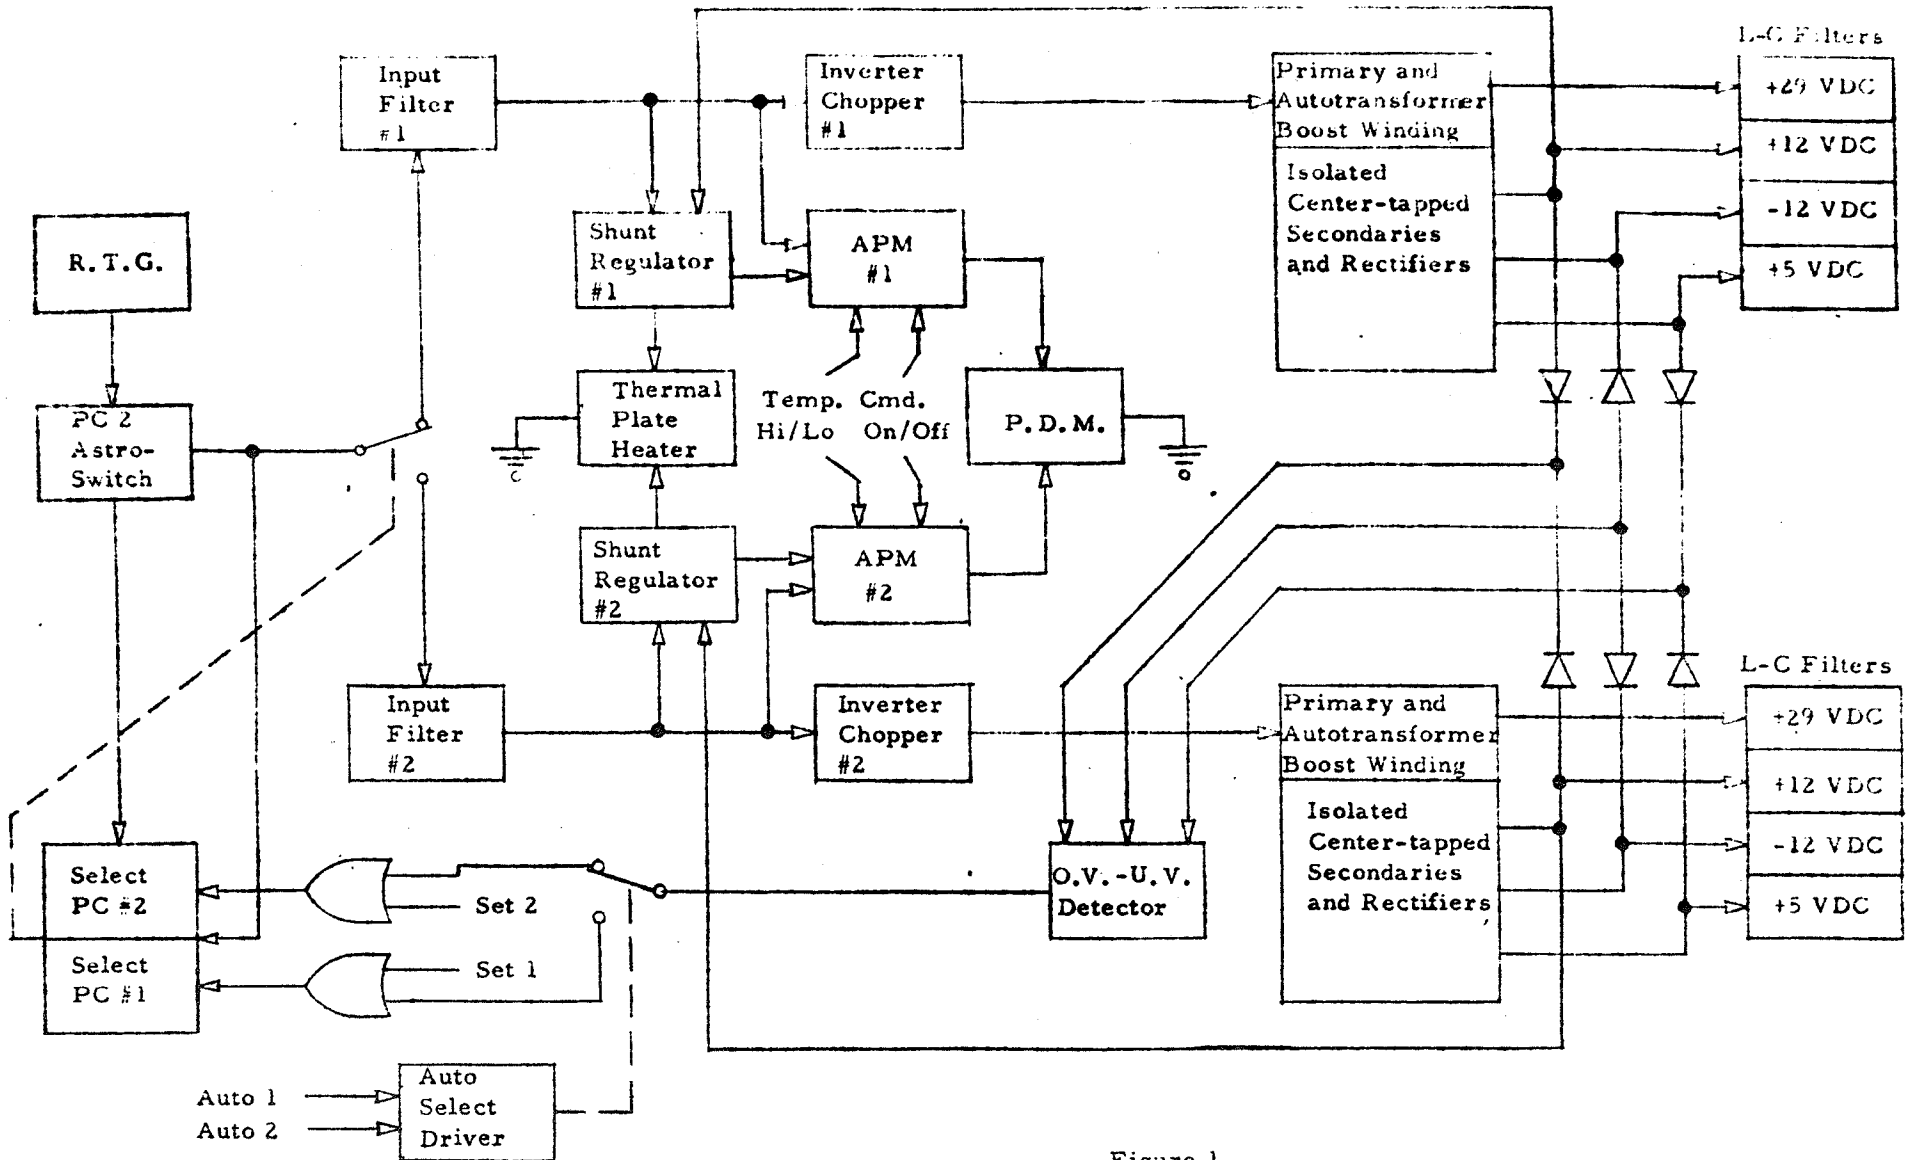 L-C Filters
Input
Filter
#1
Inverter
Chopper
#1
Primary and
Autotransformer
Boost Winding
Isolated
Center-tapped
Secondaries
and Rectifiers
+29 VDC
+12 VDC
-12 VDC
+5 VDC
R. T. G.
Shunt
Regulator
#1
APM
#1
PC 2
Astro-
Switch
Thermal
Plate
Heater
Temp. Cmd.
Hi/Lo On/Off
P. D. M.
Shunt
Regulator
#2
APM
#2
Input
Filter
#2
Inverter
Chopper
#2
Primary and
Autotransformer
Boost Winding
Isolated
Center-tapped
Secondaries
and Rectifiers
L-C Filters
+29 VDC
+12 VDC
-12 VDC
+5 VDC
Select
PC #2
Select
PC #1
Set 2
Set 1
O.V.-U.V.
Detector
Auto 1
Auto 2
Auto
Select
Driver
Figure 1